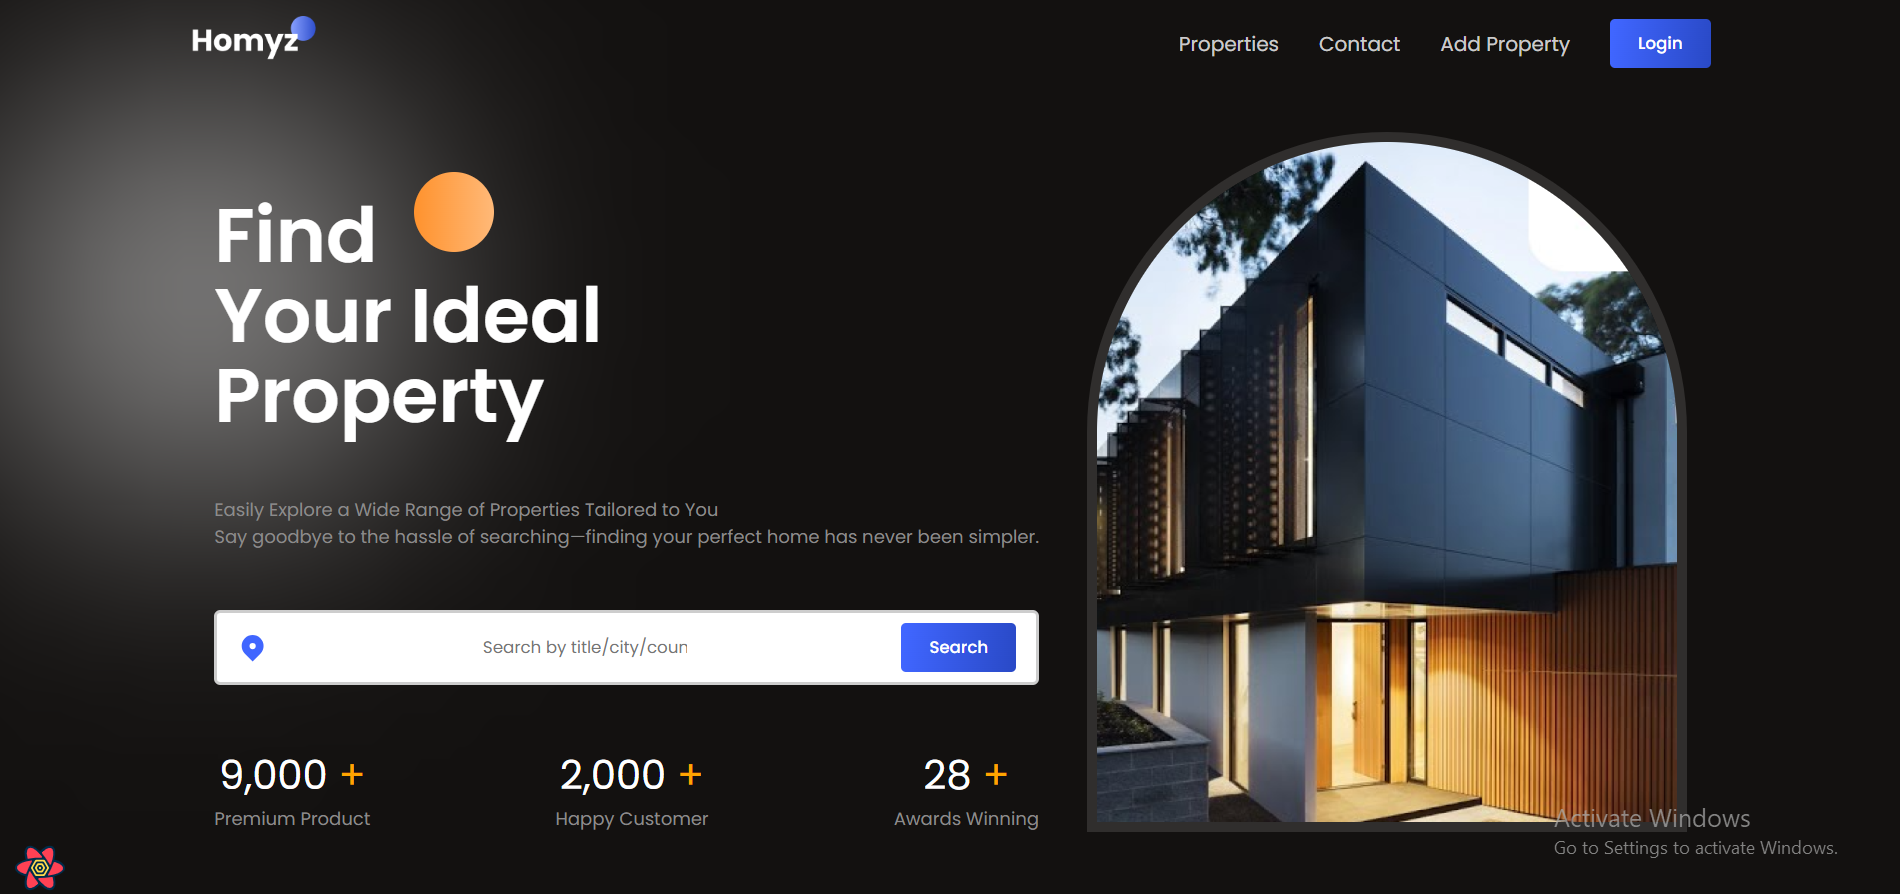 Homyz
Properties
Contact
Add Property
Login
Find
Your Ideal
Property
Easily Explore a Wide Range of Properties Tailored to You
Say goodbye to the hassle of searching—finding your perfect home has never been simpler.
Search by title/city/coun
Search
9,000 +
2,000 +
28 +
Premium Product
Happy Customer
Awards Winning
Activate Windows
Go to Settings to activate Windows.